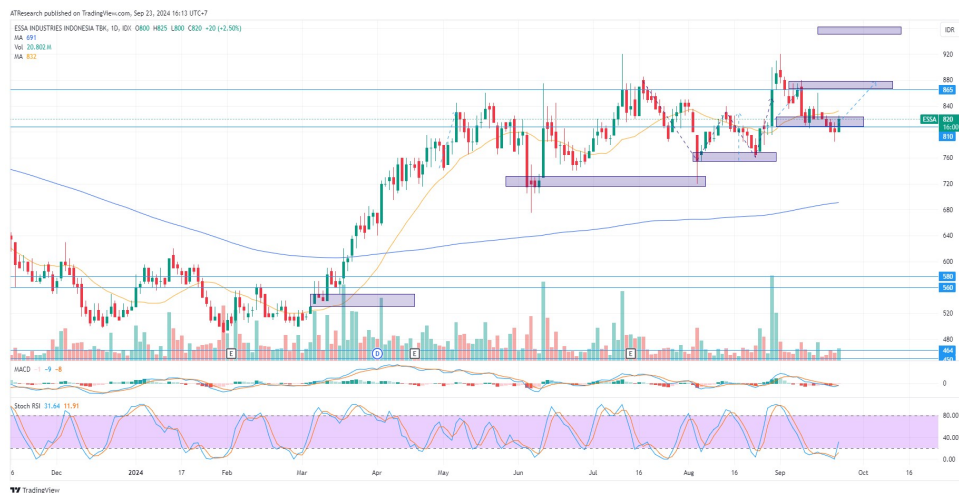 ATResearch published on TradingView.com, Sep 23, 2024 16:13 UTC+7
ESSA INDUSTRIES INDONESIA TBK, 1D, IDX O800 H825 L800 C820 +20 (+2.50%)
MA 691
Vol 20.802M
MA 832
IDR
920
880
865
840
ESSA 820
16:00
810
760
720
680
640
600
580
560
520
480
464
450
E
D
E
E
MACD -1 -9 -8
0
Stoch RSI 31.64 11.91
80.00
40.00
0.00
6 Dec 2024 17 Feb Mar Apr May Jun Jul Aug 16 Sep Oct 16
TradingView